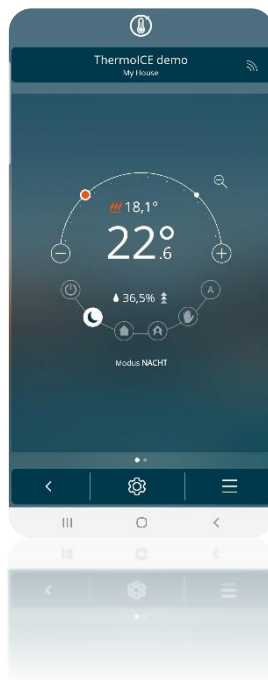 ThermoICE demo
My House
18,1°
22°.6
36,5%
A
Modus NACHT